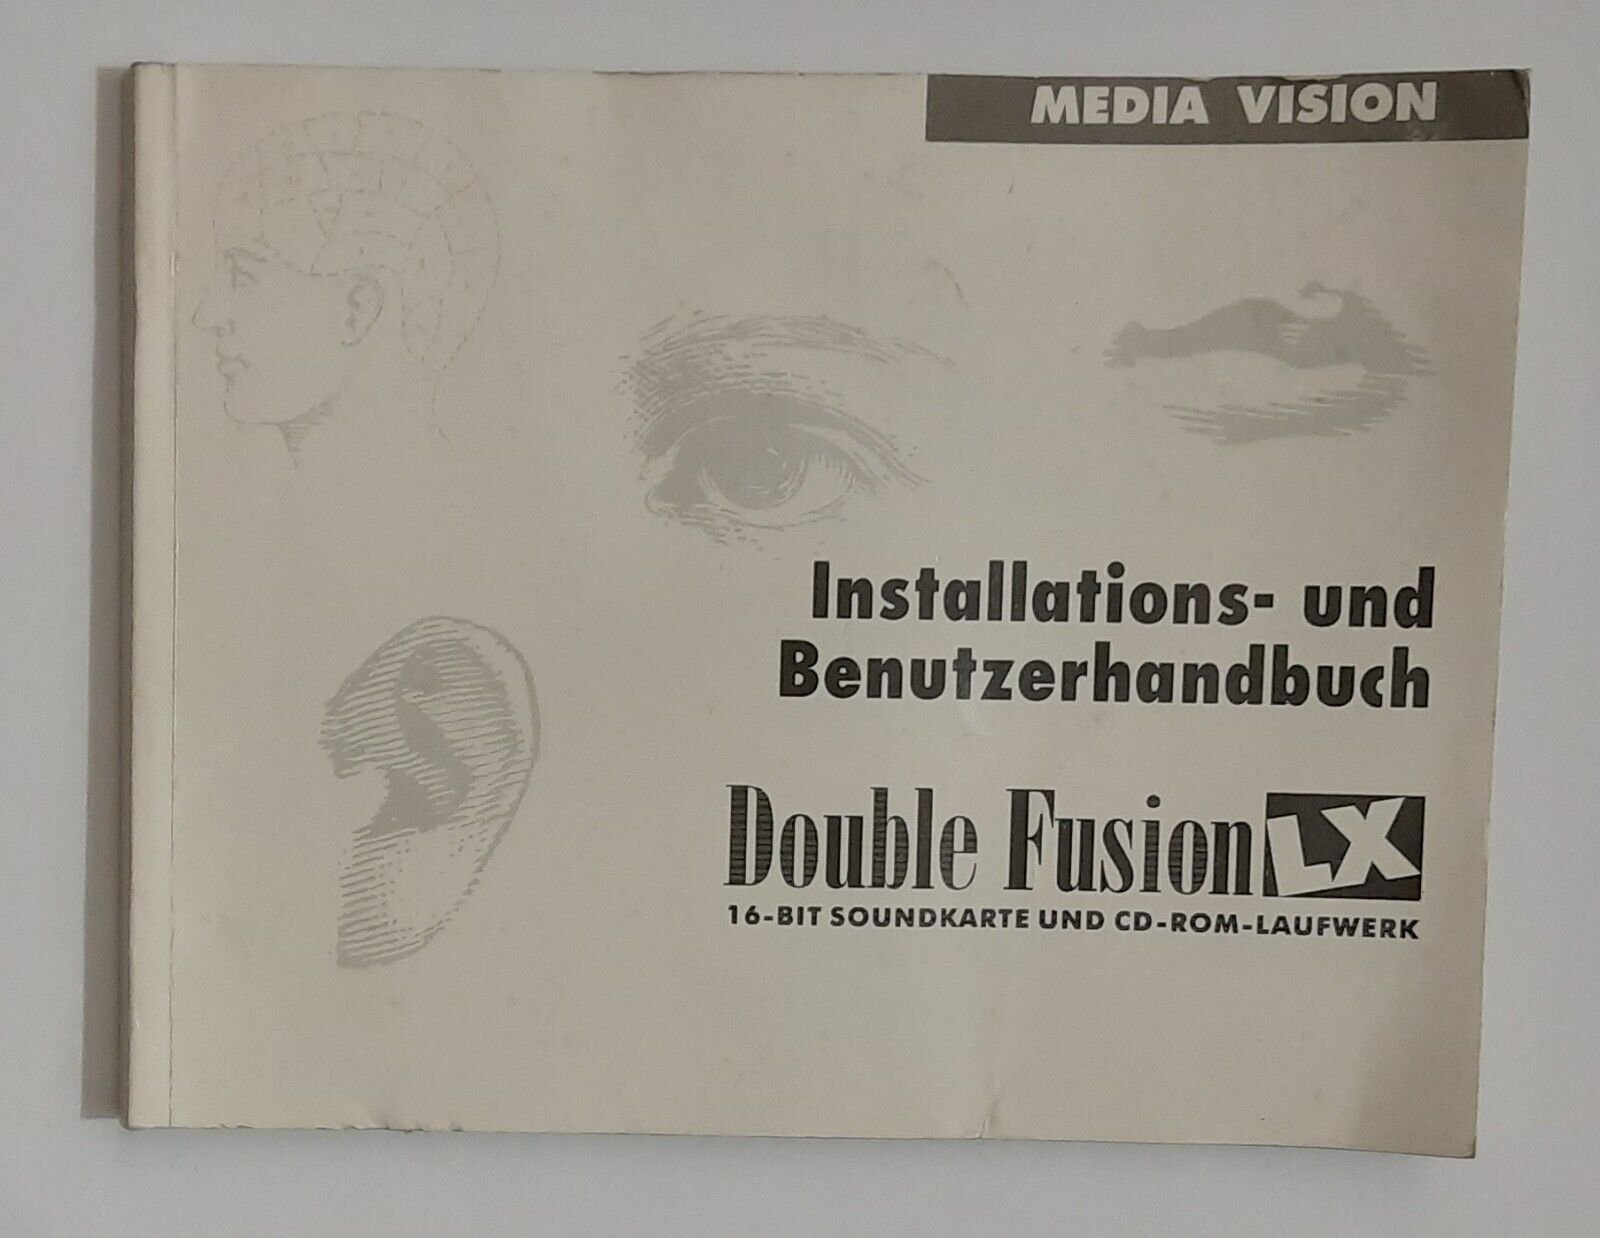 MEDIA VISION
Installations- und
Benutzerhandbuch
Double Fusion LX
16-BIT SOUNDKARTE UND CD-ROM-LAUFWERK